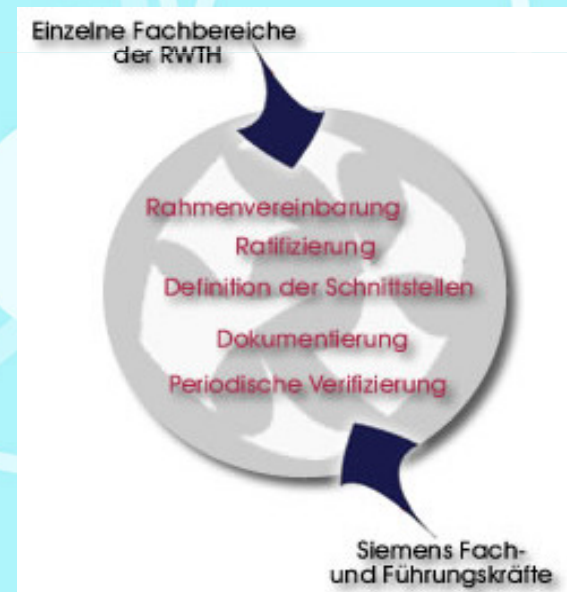 Einzelne Fachbereiche
der RWTH
Rahmenvereinbarung
Ratifizierung
Definition der Schnittstellen
Dokumentierung
Periodische Verifizierung
Siemens Fach-
und Führungskräfte